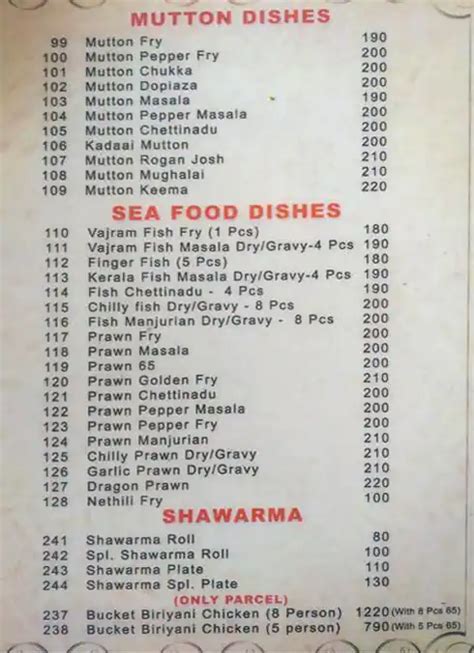 MUTTON DISHES
99 Mutton Fry 190
100 Mutton Pepper Fry 200
101 Mutton Chukka 200
102 Mutton Dopiaza 200
103 Mutton Masala 190
104 Mutton Pepper Masala 200
105 Mutton Chettinadu 200
106 Kadaai Mutton 200
107 Mutton Rogan Josh 210
108 Mutton Mughalai 210
109 Mutton Keema 220
SEA FOOD DISHES
110 Vajram Fish Fry (1 Pcs) 180
111 Vajram Fish Masala Dry/Gravy-4 Pcs 190
112 Finger Fish (5 Pcs) 180
113 Kerala Fish Masala Dry/Gravy-4 Pcs 190
114 Fish Chettinadu - 4 Pcs 190
115 Chilly fish Dry/Gravy - 8 Pcs 200
116 Fish Manjurian Dry/Gravy - 8 Pcs 200
117 Prawn Fry 200
118 Prawn Masala 200
119 Prawn 65 200
120 Prawn Golden Fry 210
121 Prawn Chettinadu 200
122 Prawn Pepper Masala 200
123 Prawn Pepper Fry 200
124 Prawn Manjurian 210
125 Chilly Prawn Dry/Gravy 210
126 Garlic Prawn Dry/Gravy 210
127 Dragon Prawn 220
128 Nethili Fry 100
SHAWARMA
241 Shawarma Roll 80
242 Spl. Shawarma Roll 100
243 Shawarma Plate 110
244 Shawarma Spl. Plate 130
(ONLY PARCEL)
237 Bucket Biriyani Chicken (8 Person) 1220 (With 8 Pcs 65)
238 Bucket Biriyani Chicken (5 person) 790 (With 5 Pcs 65)